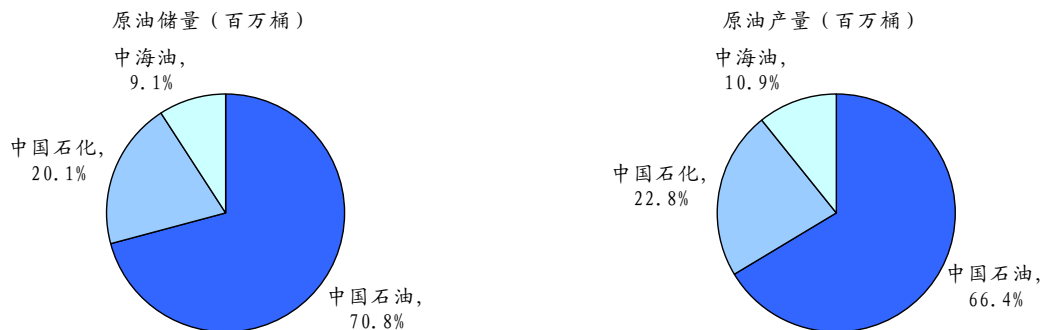 原油储量（百万桶）
中海油,
9.1%
中国石化,
20.1%
中国石油,
70.8%
原油产量（百万桶）
中海油,
10.9%
中国石化,
22.8%
中国石油,
66.4%